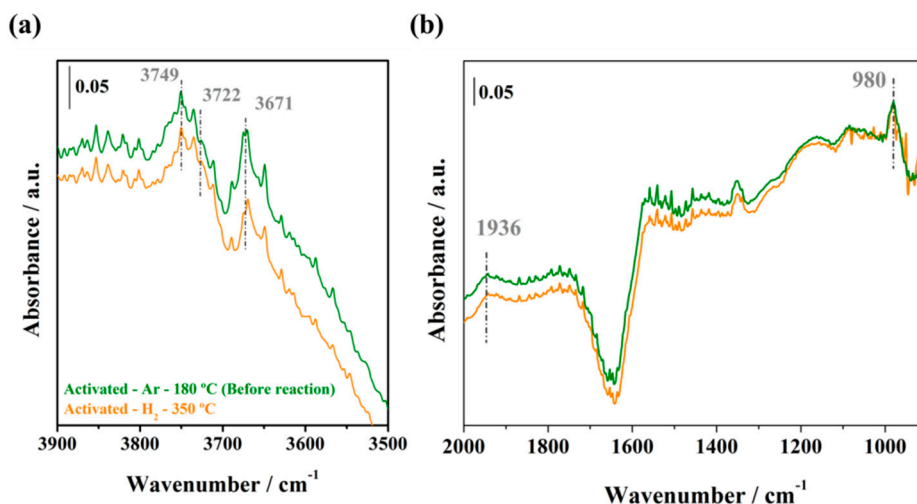 (a)
(b)
0.05
3749
3722
3671
Absorbance / a.u.
Activated - Ar - 180 ºC (Before reaction)
Activated - H₂ - 350 ºC
3900 3800 3700 3600 3500
Wavenumber / cm⁻¹
0.05
980
1936
Absorbance / a.u.
2000 1800 1600 1400 1200 1000
Wavenumber / cm⁻¹